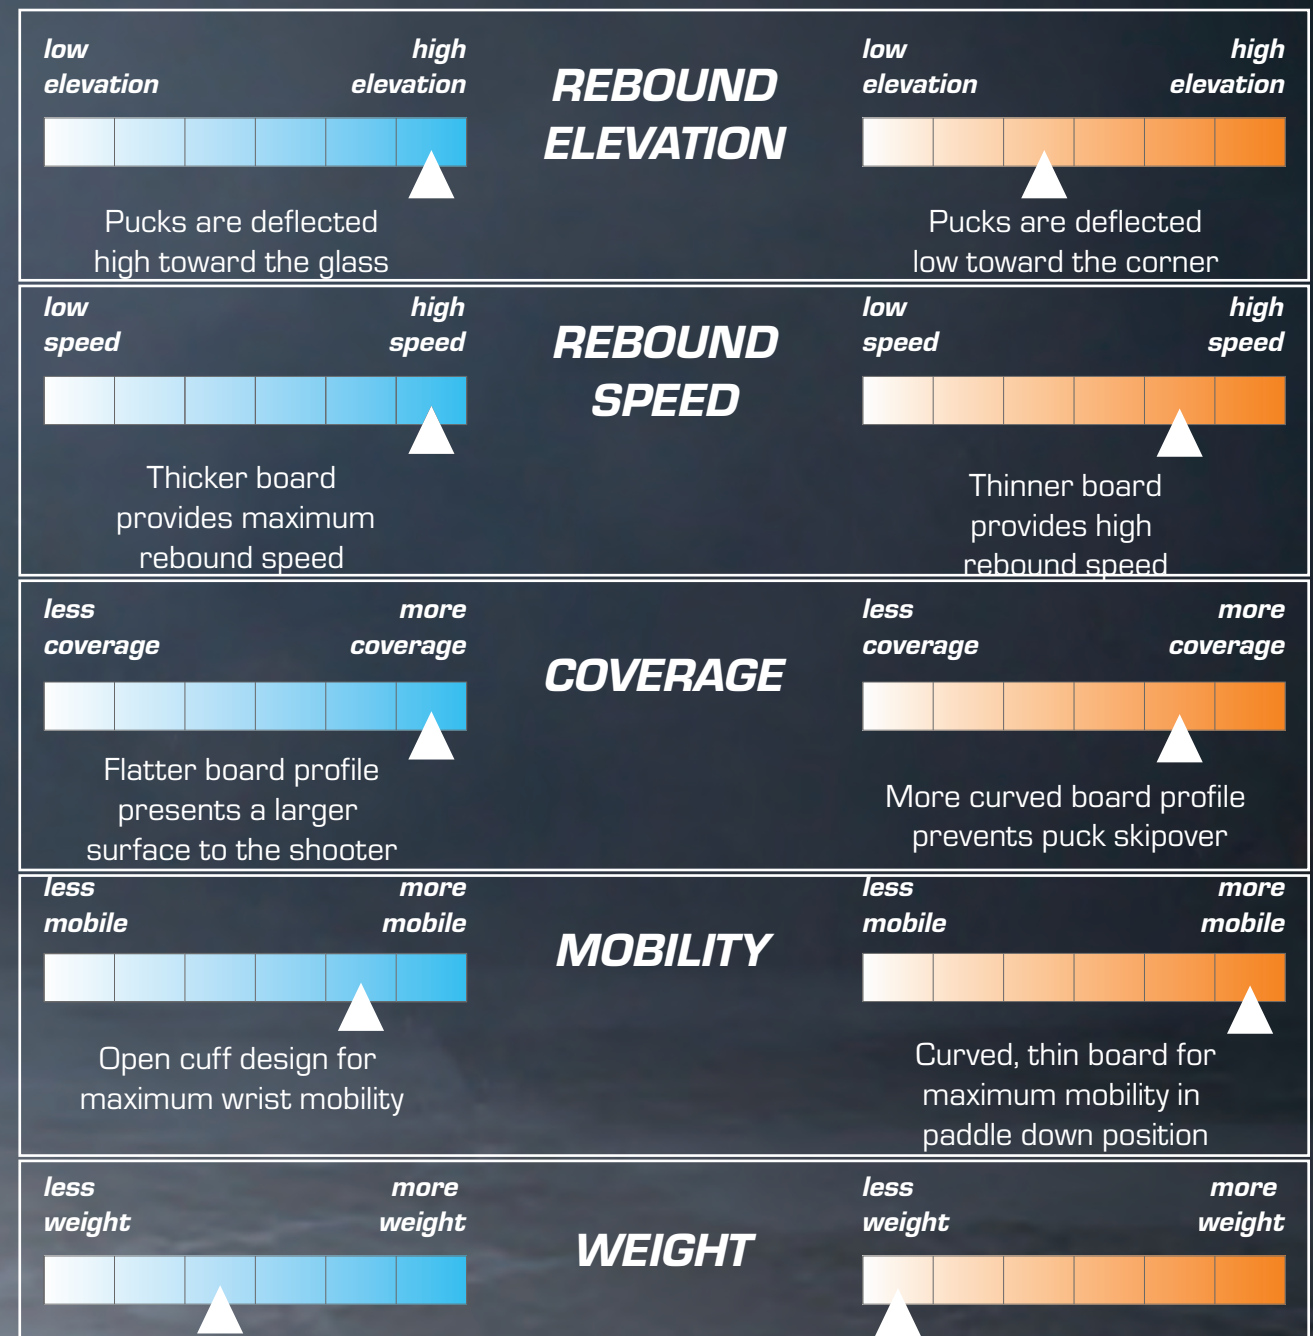 low high
elevation elevation
REBOUND
ELEVATION
low high
elevation elevation
Pucks are deflected
high toward the glass
Pucks are deflected
low toward the corner
low high
speed speed
REBOUND
SPEED
low high
speed speed
Thicker board
provides maximum
rebound speed
Thinner board
provides high
rebound speed
less more
coverage coverage
COVERAGE
less more
coverage coverage
Flatter board profile
presents a larger
surface to the shooter
More curved board profile
prevents puck skipover
less more
mobile mobile
MOBILITY
less more
mobile mobile
Open cuff design for
maximum wrist mobility
Curved, thin board for
maximum mobility in
paddle down position
less more
weight weight
WEIGHT
less more
weight weight